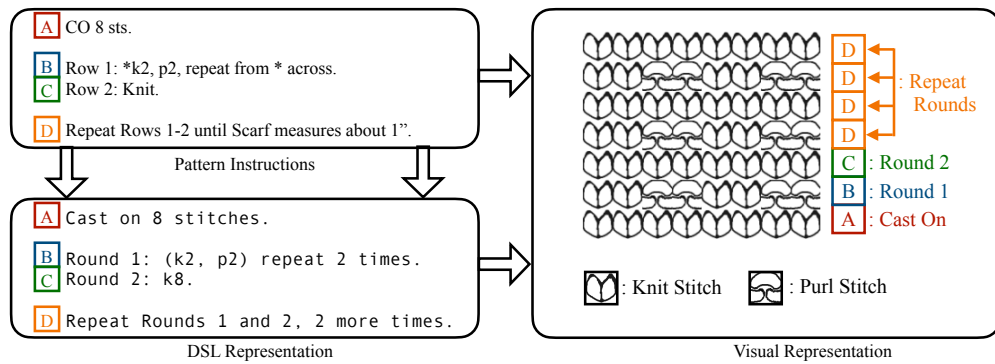 A CO 8 sts.
B Row 1: *k2, p2, repeat from * across.
C Row 2: Knit.
D Repeat Rows 1-2 until Scarf measures about 1”.
Pattern Instructions
A Cast on 8 stitches.
B Round 1: (k2, p2) repeat 2 times.
C Round 2: k8.
D Repeat Rounds 1 and 2, 2 more times.
DSL Representation
D
D : Repeat
D Rounds
D
C : Round 2
B : Round 1
A : Cast On
: Knit Stitch : Purl Stitch
Visual Representation